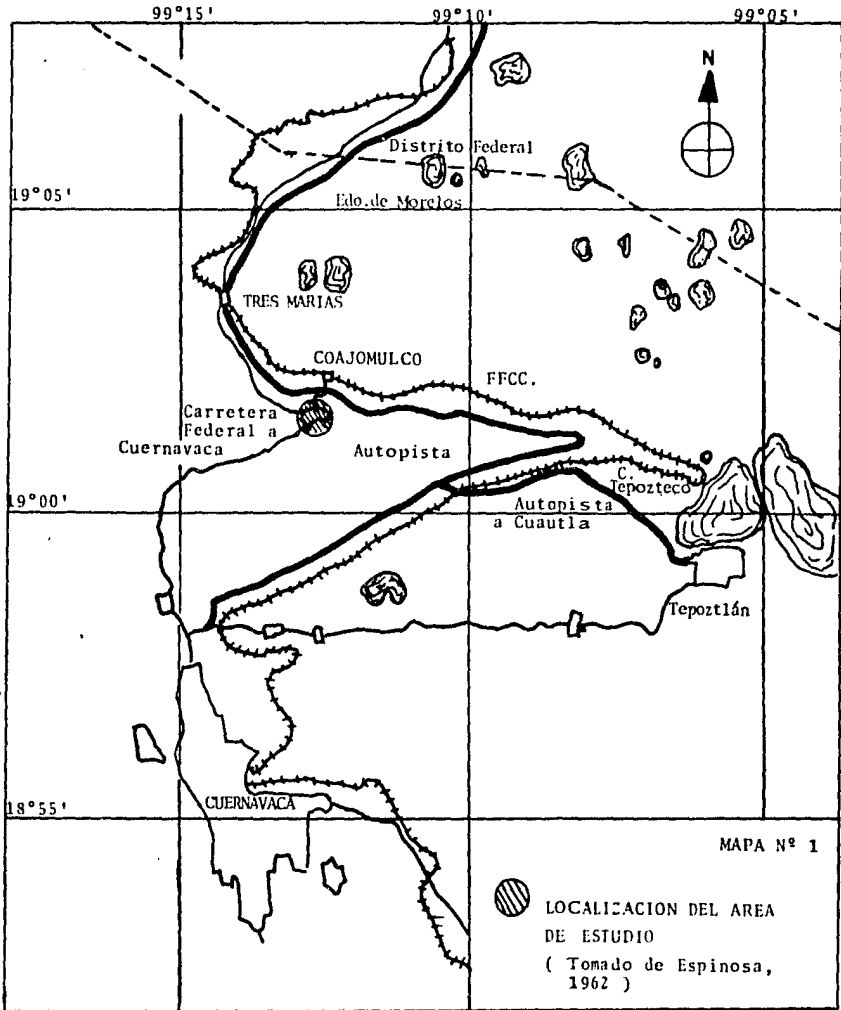 99°15'
99°10'
99°05'
N
Distrito Federal
19°05'
Edo.de Morelos
TRES MARIAS
COAJOMULCO
FFCC.
Carretera
Federal a
Cuernavaca
Autopista
C.
Tepozteco
19°00'
Autopista
a Cuautla
Tepoztlán
CUERNAVACA
18°55'
MAPA Nº 1
LOCALIZACION DEL AREA
DE ESTUDIO
( Tomado de Espinosa,
1962 )